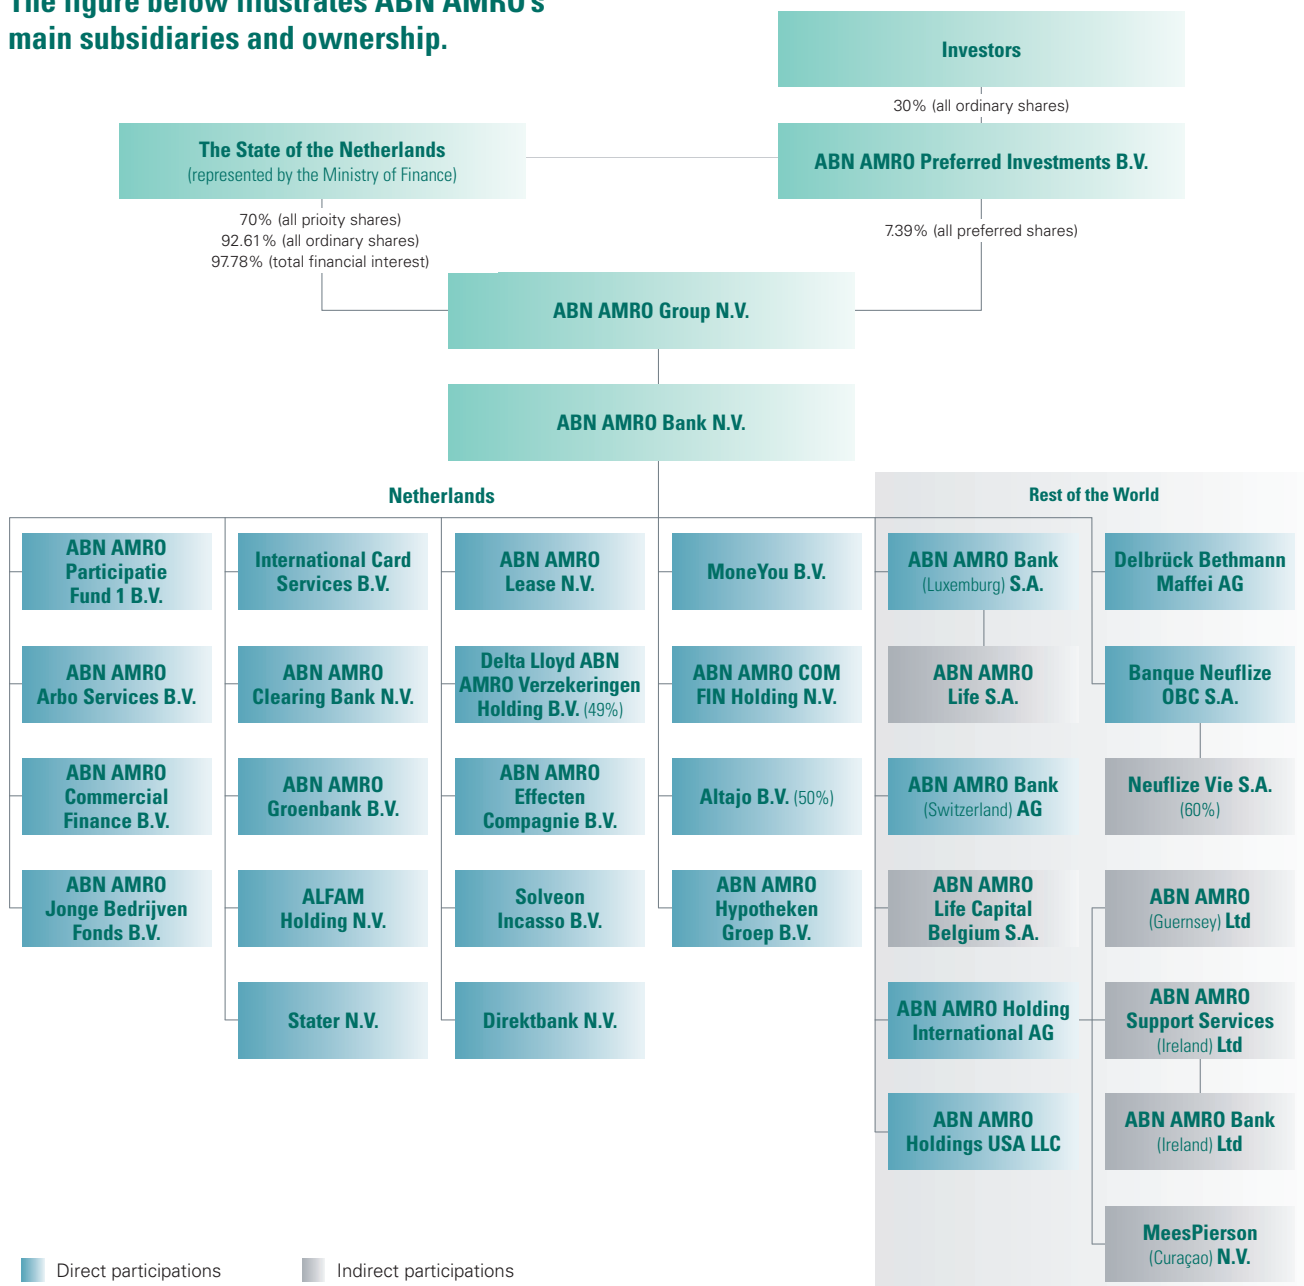 The figure below illustrates ABN AMRO's
main subsidiaries and ownership.
Investors
30% (all ordinary shares)
The State of the Netherlands
(represented by the Ministry of Finance)
ABN AMRO Preferred Investments B.V.
70% (all prioity shares)
92.61% (all ordinary shares)
97.78% (total financial interest)
7.39% (all preferred shares)
ABN AMRO Group N.V.
ABN AMRO Bank N.V.
Netherlands
Rest of the World
ABN AMRO
Participatie
Fund 1 B.V.
International Card
Services B.V.
ABN AMRO
Lease N.V.
MoneYou B.V.
ABN AMRO Bank
(Luxemburg) S.A.
Delbrück Bethmann
Maffei AG
ABN AMRO
Arbo Services B.V.
ABN AMRO
Clearing Bank N.V.
Delta Lloyd ABN
AMRO Verzekeringen
Holding B.V. (49%)
ABN AMRO COM
FIN Holding N.V.
ABN AMRO
Life S.A.
Banque Neuflize
OBC S.A.
ABN AMRO
Commercial
Finance B.V.
ABN AMRO
Groenbank B.V.
ABN AMRO
Effecten
Compagnie B.V.
Altajo B.V. (50%)
ABN AMRO Bank
(Switzerland) AG
Neuflize Vie S.A.
(60%)
ABN AMRO
Jonge Bedrijven
Fonds B.V.
ALFAM
Holding N.V.
Solveon
Incasso B.V.
ABN AMRO
Hypotheken
Groep B.V.
ABN AMRO
Life Capital
Belgium S.A.
ABN AMRO
(Guernsey) Ltd
Stater N.V.
Direktbank N.V.
ABN AMRO Holding
International AG
ABN AMRO
Support Services
(Ireland) Ltd
ABN AMRO
Holdings USA LLC
ABN AMRO Bank
(Ireland) Ltd
MeesPierson
(Curaçao) N.V.
Direct participations
Indirect participations